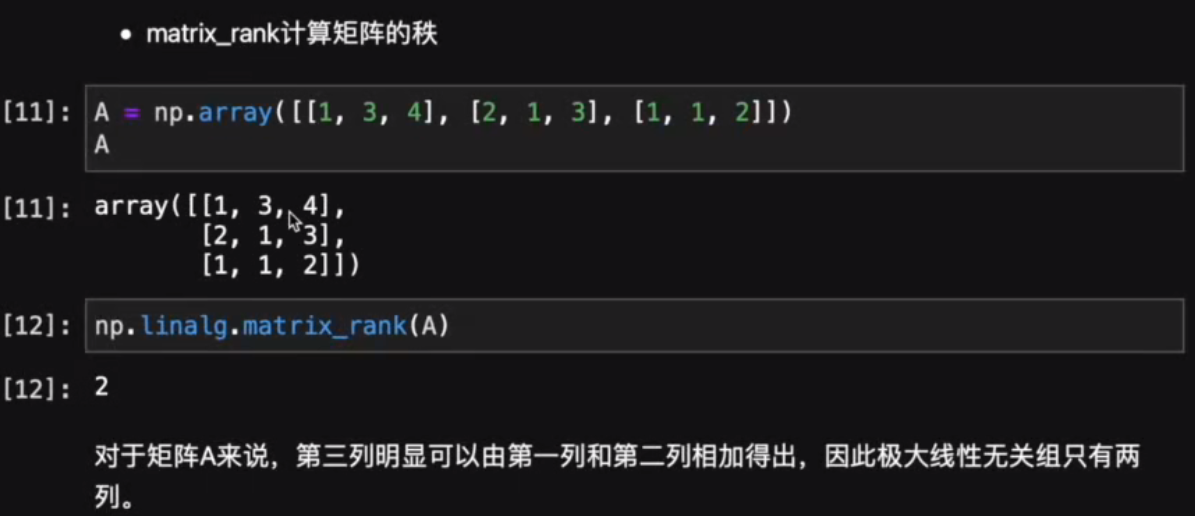 • matrix_rank计算矩阵的秩
[11]: A = np.array([[1, 3, 4], [2, 1, 3], [1, 1, 2]])
A
[11]: array([[1, 3, 4],
[2, 1, 3],
[1, 1, 2]])
[12]: np.linalg.matrix_rank(A)
[12]: 2
对于矩阵A来说，第三列明显可以由第一列和第二列相加得出，因此极大线性无关组只有两
列。